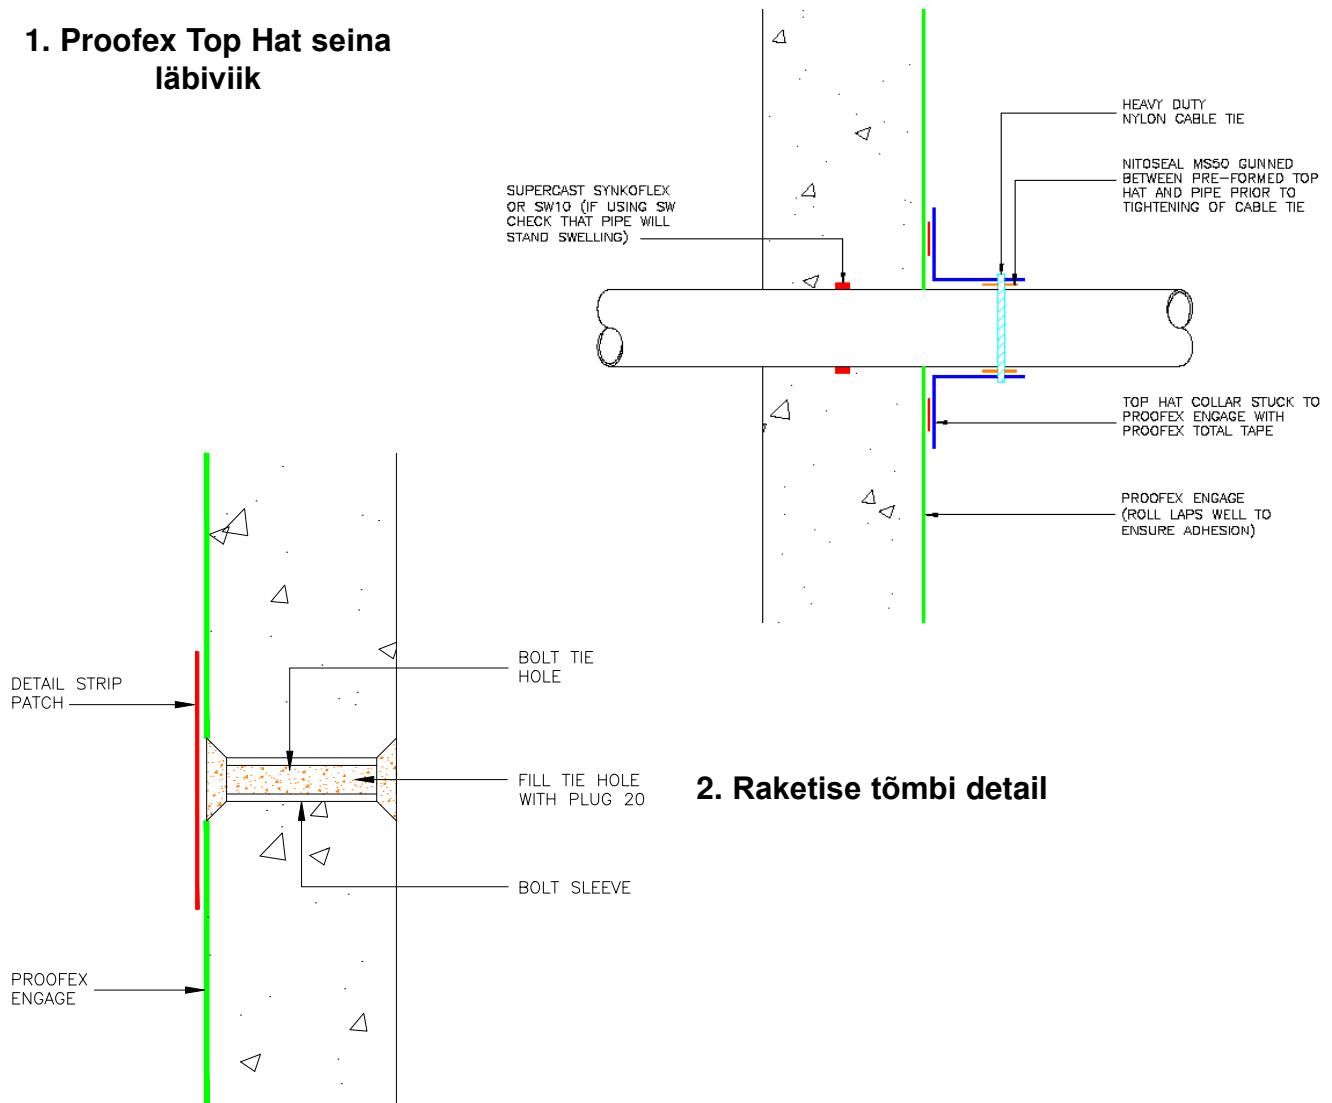 1. Proofex Top Hat seina
läbiviik
HEAVY DUTY
NYLON CABLE TIE
NITOSEAL MS50 GUNNED
BETWEEN PRE-FORMED TOP
HAT AND PIPE PRIOR TO
TIGHTENING OF CABLE TIE
SUPERCAST SYNKOFLEX
OR SW10 (IF USING SW
CHECK THAT PIPE WILL
STAND SWELLING)
TOP HAT COLLAR STUCK TO
PROOFEX ENGAGE WITH
PROOFEX TOTAL TAPE
PROOFEX ENGAGE
(ROLL LAPS WELL TO
ENSURE ADHESION)
DETAIL STRIP
PATCH
BOLT TIE
HOLE
FILL TIE HOLE
WITH PLUG 20
2. Raketise tõmbi detail
BOLT SLEEVE
PROOFEX
ENGAGE